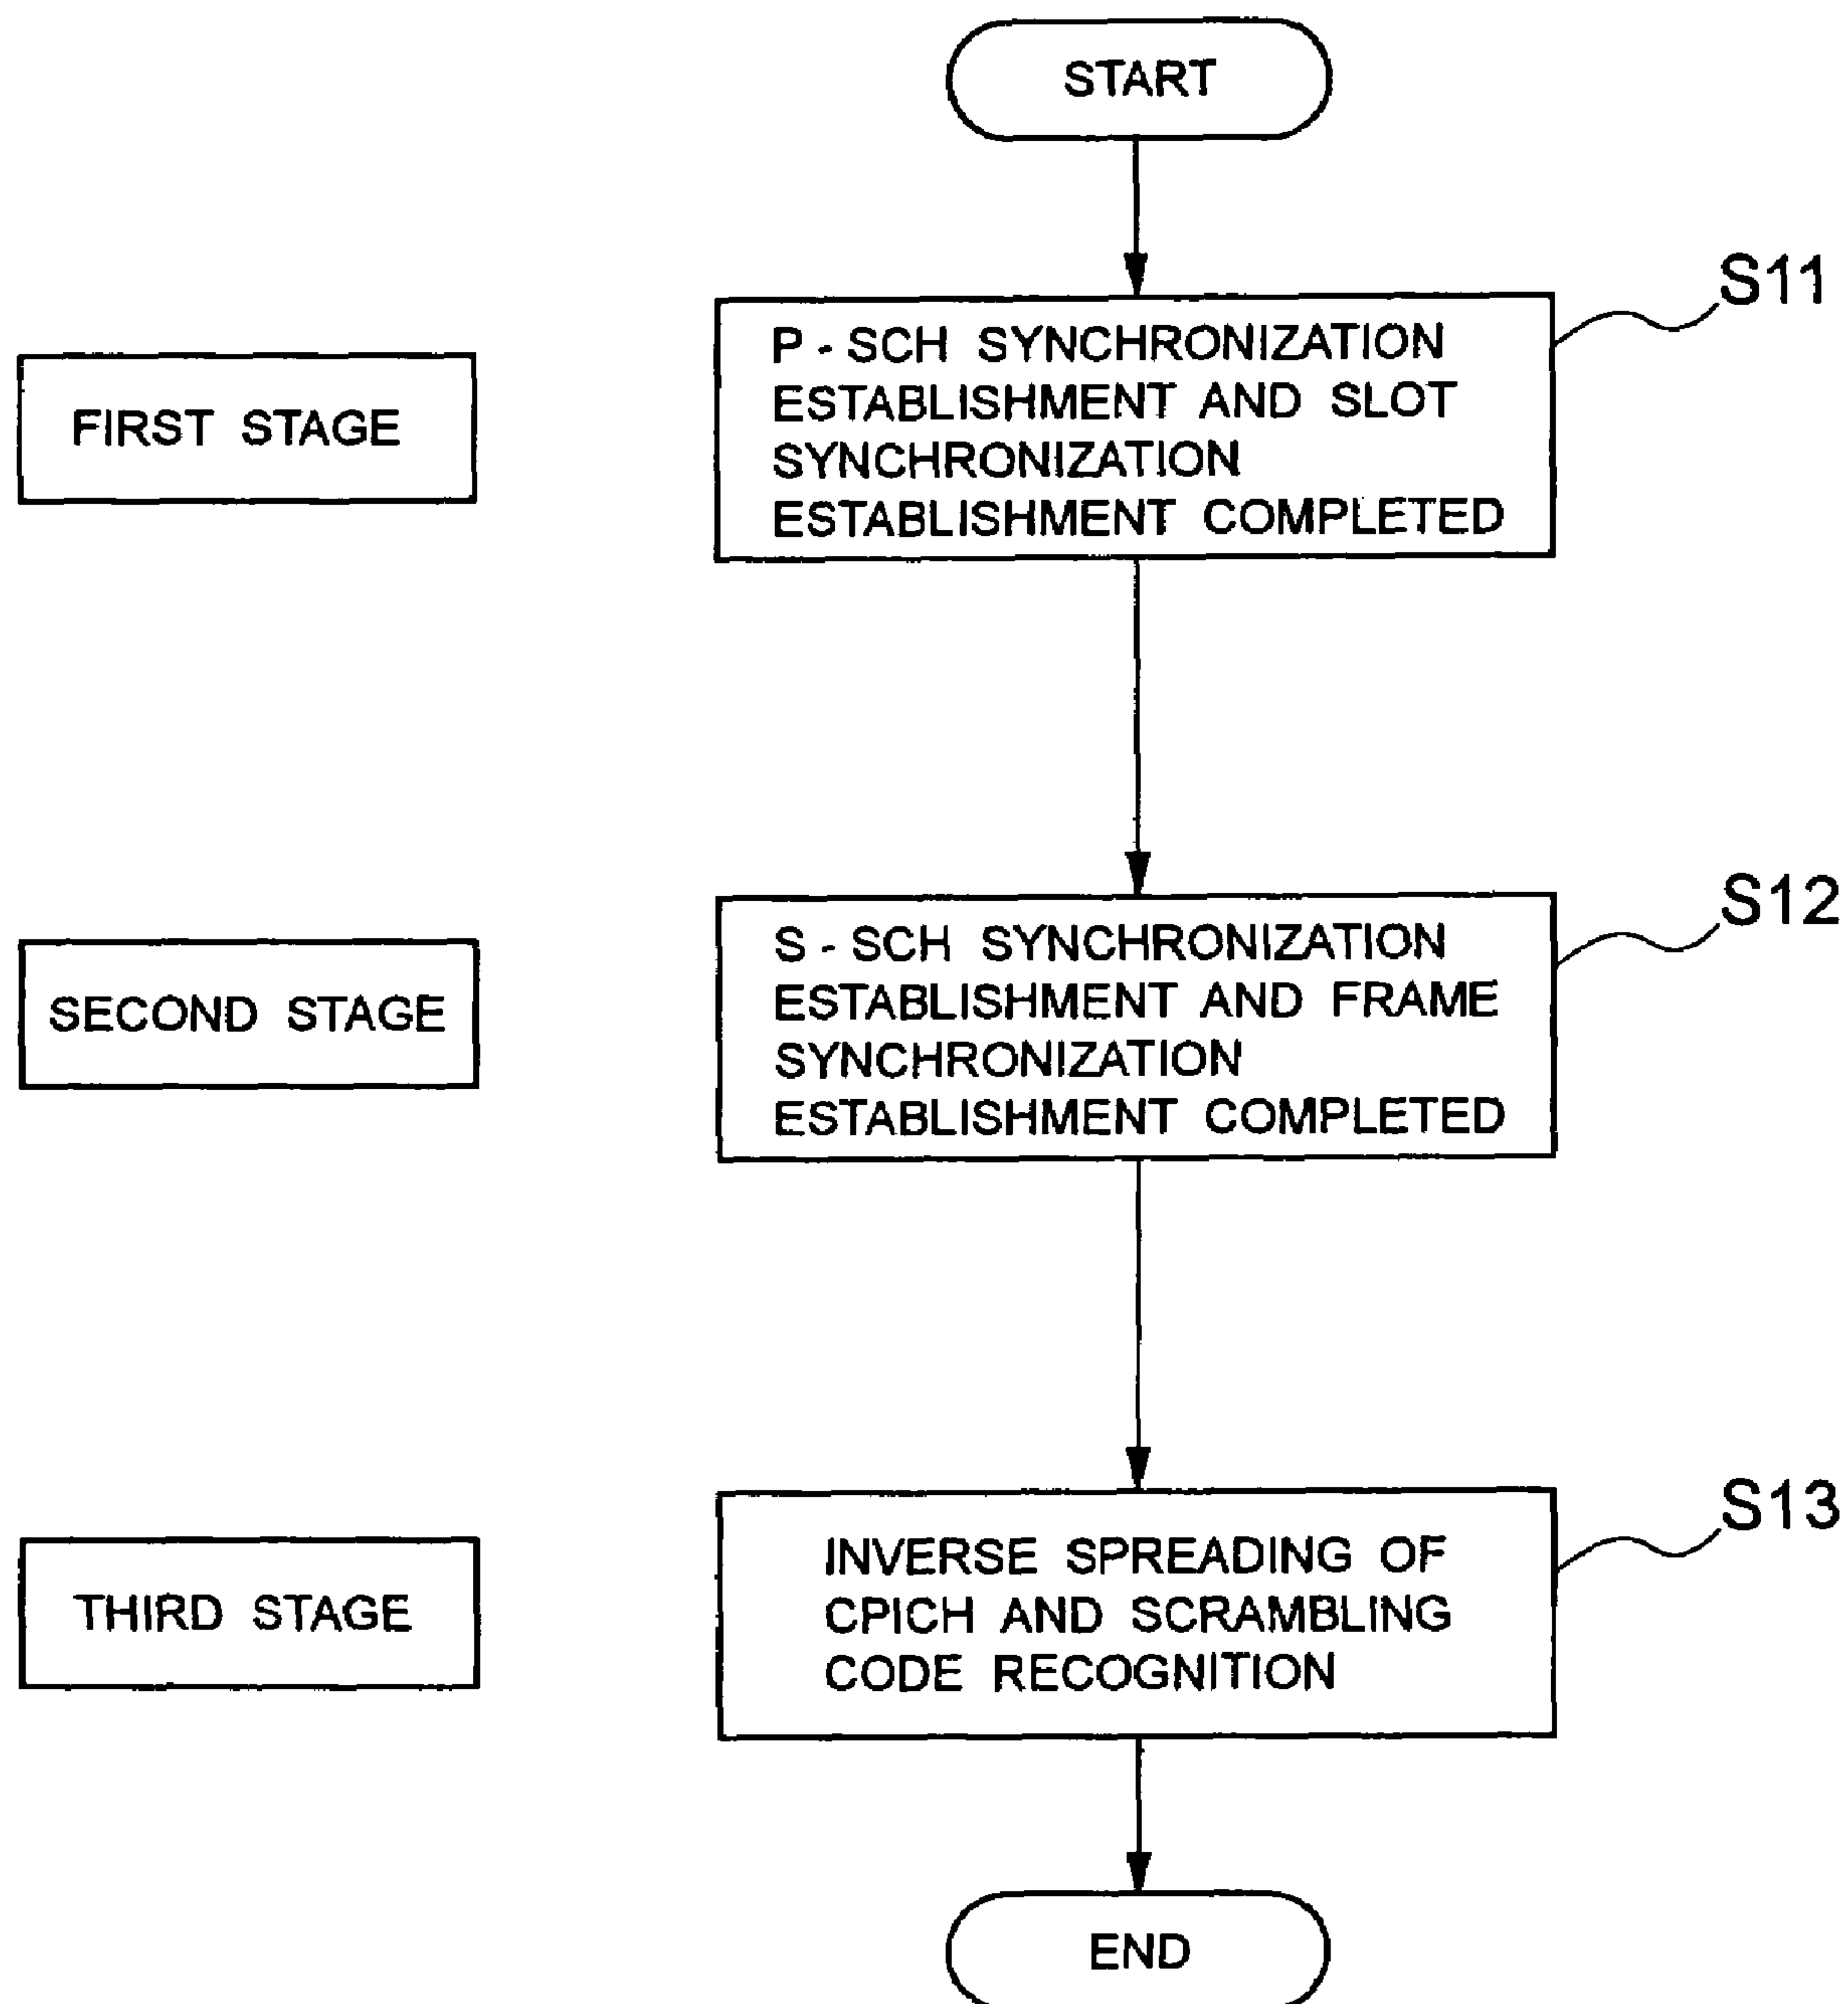 START
S11
FIRST STAGE
P - SCH SYNCHRONIZATION
ESTABLISHMENT AND SLOT
SYNCHRONIZATION
ESTABLISHMENT COMPLETED
S12
SECOND STAGE
S - SCH SYNCHRONIZATION
ESTABLISHMENT AND FRAME
SYNCHRONIZATION
ESTABLISHMENT COMPLETED
S13
THIRD STAGE
INVERSE SPREADING OF
CPICH AND SCRAMBLING
CODE RECOGNITION
END